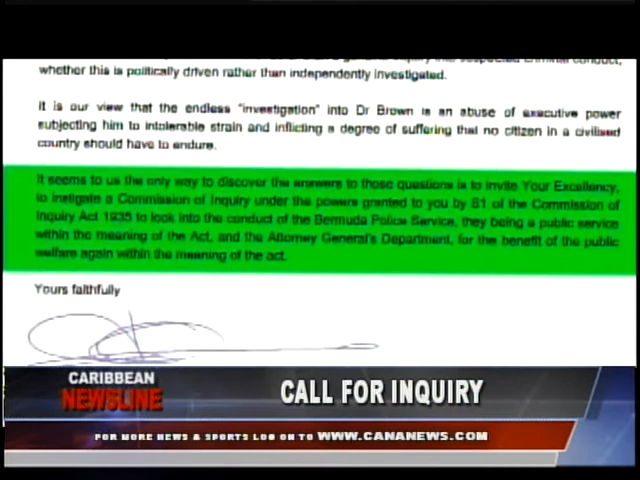 suspected criminal conduct,
whether this is politically driven rather than independently investigated.
It is our view that the endless "investigation" into Dr Brown is an abuse of executive power
subjecting him to intolerable strain and inflicting a degree of suffering that no citizen in a civilised
country should have to endure.
It seems to us the only way to discover the answers to those questions is to invite Your Excellency,
to instigate a Commission of Inquiry under the powers granted to you by S1 of the Commission of
Inquiry Act 1935 to look into the conduct of the Bermuda Police Service, they being a public service
within the meaning of the Act, and the Attorney General's Department, for the benefit of the public
welfare again within the meaning of the act.
Yours faithfully
CARIBBEAN
NEWSLINE
CALL FOR INQUIRY
FOR MORE NEWS & SPORTS LOG ON TO WWW.CANANEWS.COM